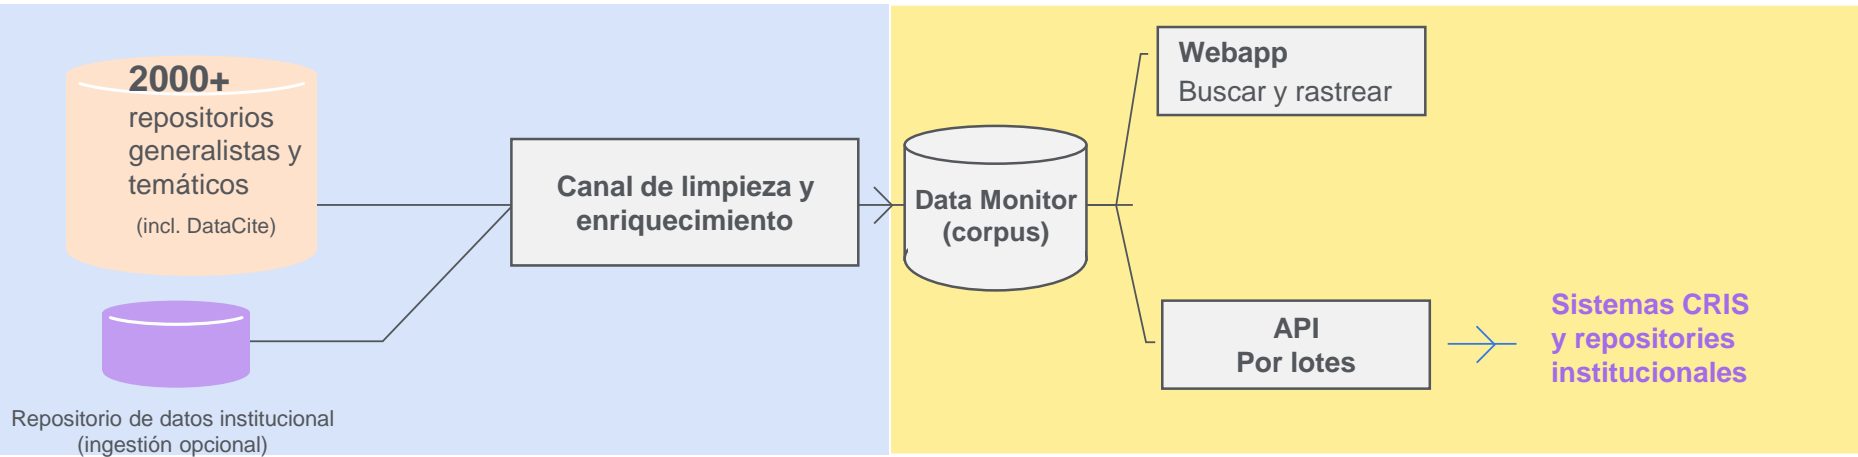 2000+
repositorios
generalistas y
temáticos
(incl. DataCite)
Repositorio de datos institucional
(ingestión opcional)
Canal de limpieza y
enriquecimiento
Data Monitor
(corpus)
Webapp
Buscar y rastrear
API
Por lotes
Sistemas CRIS
y repositories
institucionales